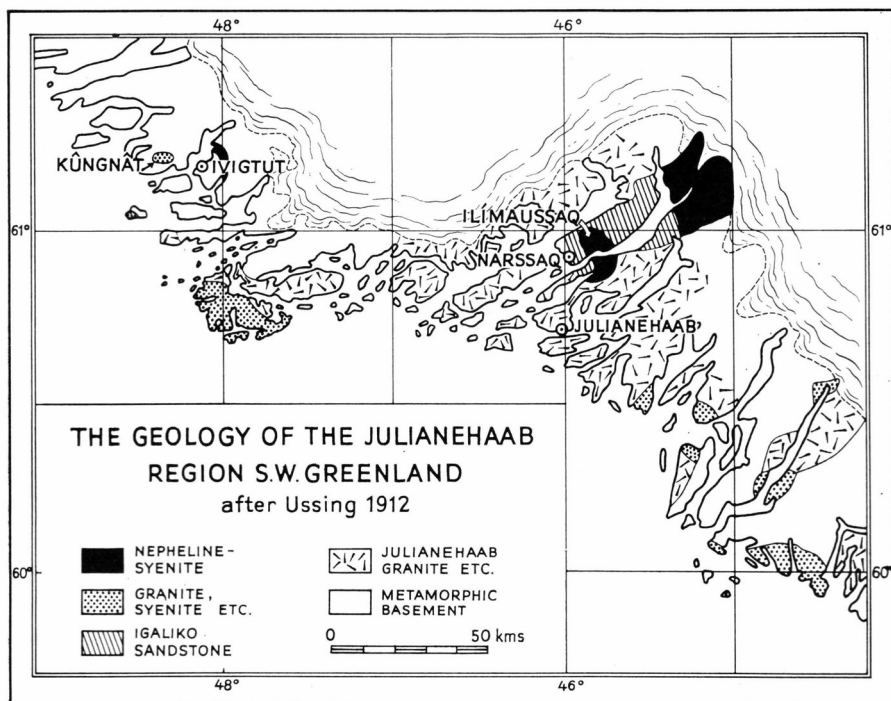 48°
46°
KÛNGNÂT
IVIGTUT
ILIMAUSSAQ
61°
61°
NARSSAQ
JULIANEHAAB
THE GEOLOGY OF THE JULIANEHAAB
REGION S.W. GREENLAND
after Ussing 1912
NEPHELINE-
SYENITE
JULIANEHAAB
GRANITE ETC.
60°
60°
GRANITE,
SYENITE ETC.
METAMORPHIC
BASEMENT
IGALIKO
SANDSTONE
0
50 kms
48°
46°